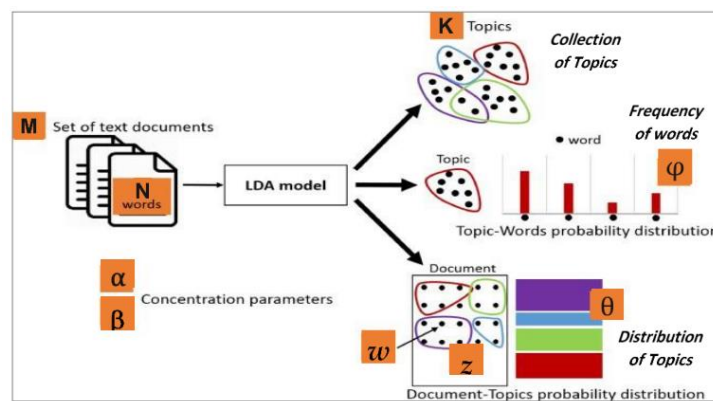 K Topics
Collection
of Topics
M Set of text documents
N
words
LDA model
Frequency
of words
word
φ
Topic
Topic-Words probability distribution
α
β
Concentration parameters
Document
θ
w
z
Distribution
of Topics
Document-Topics probability distribution